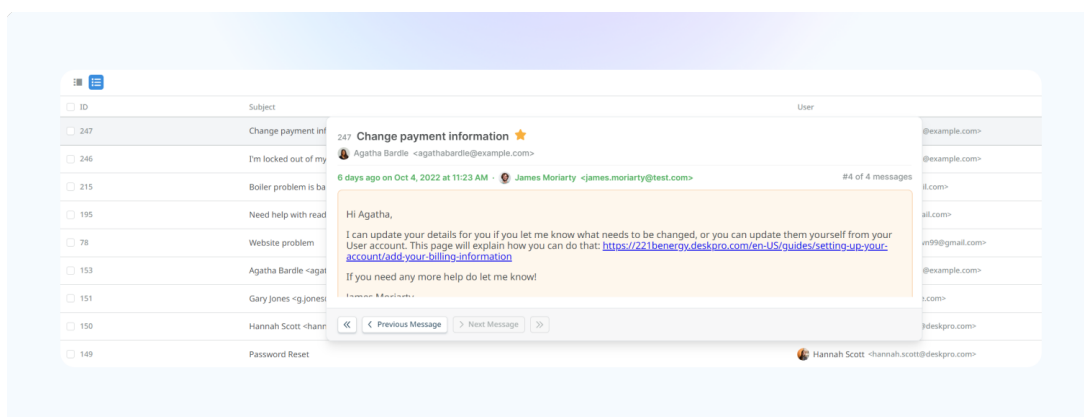 ID Subject User
247 Change payment inf @example.com>
246 I'm locked out of my @example.com>
215 Boiler problem is ba il.com>
195 Need help with read ail.com>
78 Website problem vn99@gmail.com>
153 Agatha Bardle <agat @example.com>
151 Gary Jones <g.jones .com>
150 Hannah Scott <hann @deskpro.com>
149 Password Reset Hannah Scott <hannah.scott@deskpro.com>
247 Change payment information
Agatha Bardle <agathabardle@example.com>
6 days ago on Oct 4, 2022 at 11:23 AM - James Moriarty <james.moriarty@test.com> #4 of 4 messages
Hi Agatha,
I can update your details for you if you let me know what needs to be changed, or you can update them yourself from your
User account. This page will explain how you can do that: https://221benergy.deskpro.com/en-US/guides/setting-up-your-
account/add-your-billing-information
If you need any more help do let me know!
James Moriarty
Previous Message Next Message